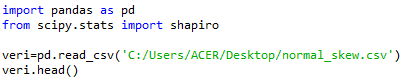 import pandas as pd
from scipy.stats import shapiro
veri=pd.read_csv('C:/Users/ACER/Desktop/normal_skew.csv')
veri.head()